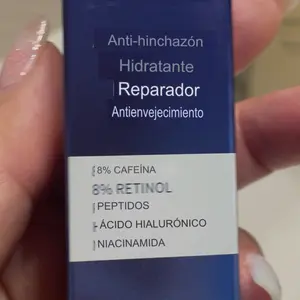 Anti-hinchazón
Hidratante
Reparador
Antienvejecimiento
8% CAFEÍNA
8% RETINOL
PEPTIDOS
ÁCIDO HIALURÓNICO
NIACINAMIDA